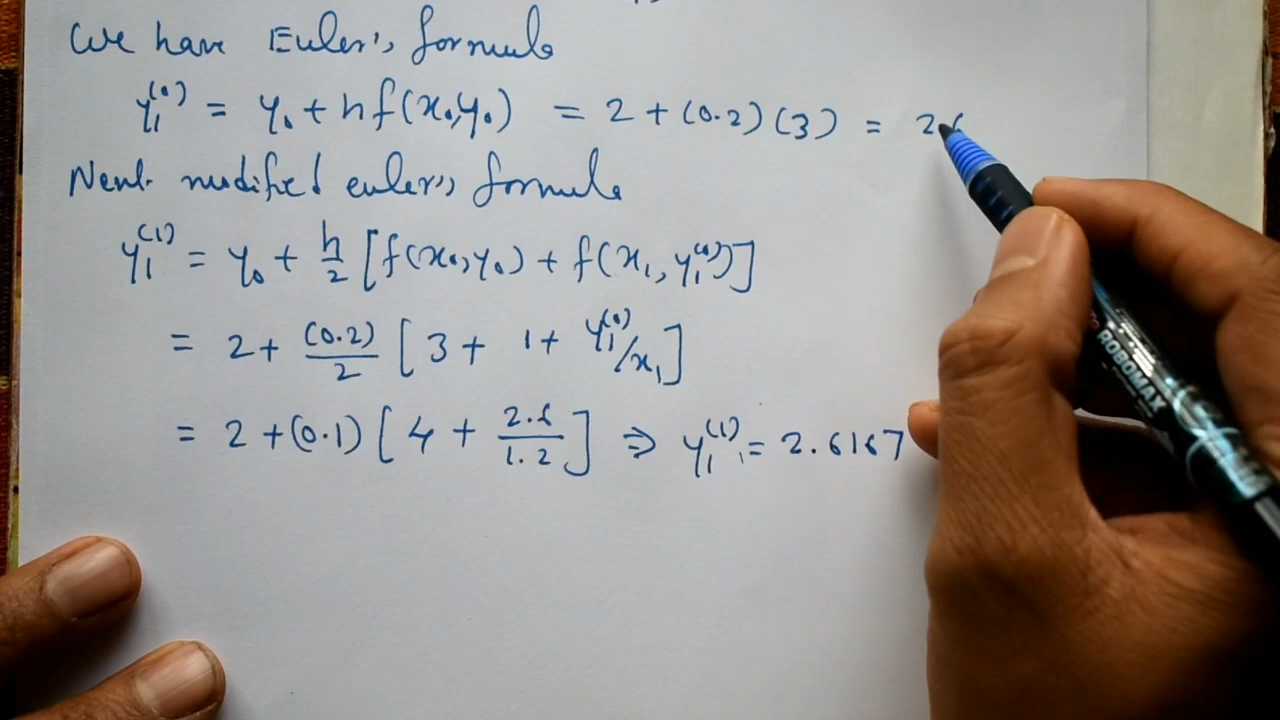 We have Euler's formula
y₁⁽⁰⁾ = y₀ + hf(x₀,y₀) = 2 + (0.2)(3) = 2.6
Next modified euler's formula
y₁⁽¹⁾ = y₀ + h/2 [f(x₀,y₀) + f(x₁, y₁⁽⁰⁾)]
= 2 + (0.2)/2 [3 + 1 + y₁⁽⁰⁾/x₁]
= 2 + (0.1) [4 + 2.6/1.2] ⇒ y₁⁽¹⁾ = 2.6167
ROBOMAX